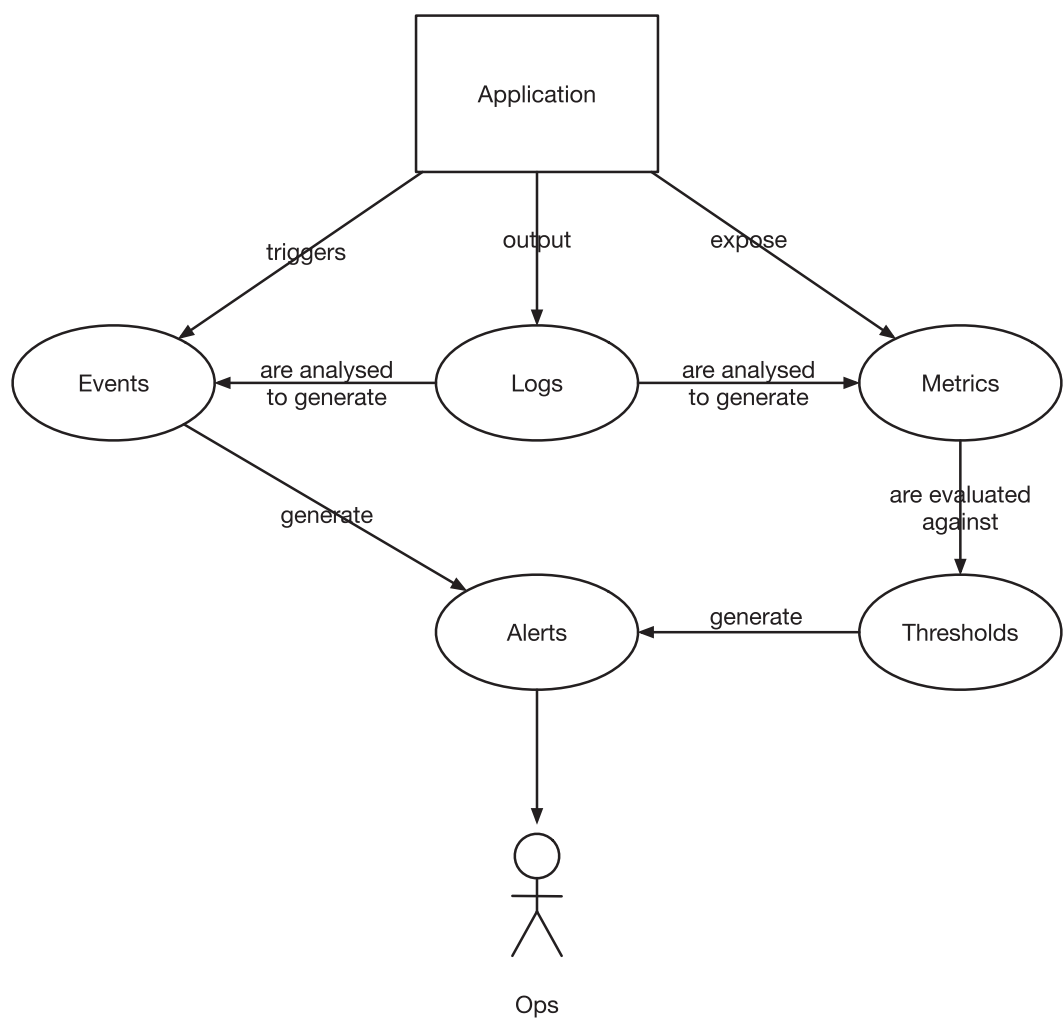 Application
triggers
output
expose
Events
are analysed
to generate
Logs
are analysed
to generate
Metrics
generate
are evaluated
against
Alerts
generate
Thresholds
Ops